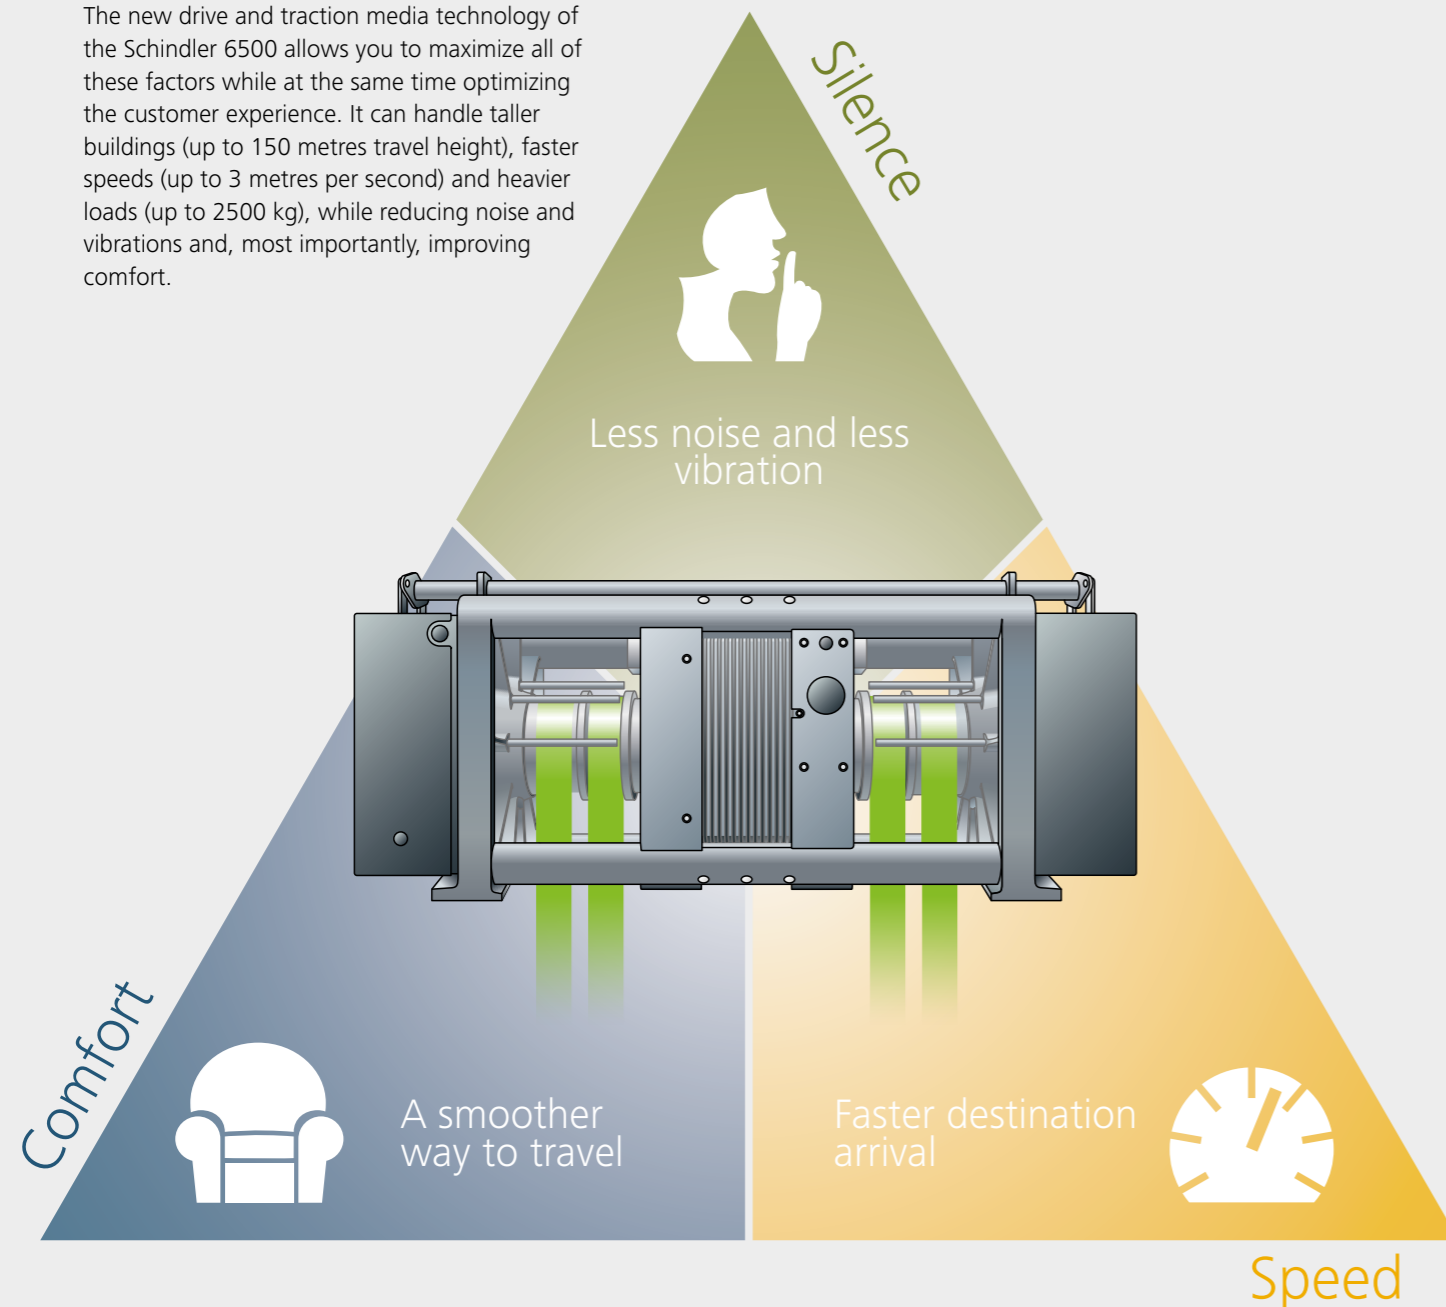 The new drive and traction media technology of
the Schindler 6500 allows you to maximize all of
these factors while at the same time optimizing
the customer experience. It can handle taller
buildings (up to 150 metres travel height), faster
speeds (up to 3 metres per second) and heavier
loads (up to 2500 kg), while reducing noise and
vibrations and, most importantly, improving
comfort.
Silence
Less noise and less
vibration
Comfort
A smoother
way to travel
Faster destination
arrival
Speed